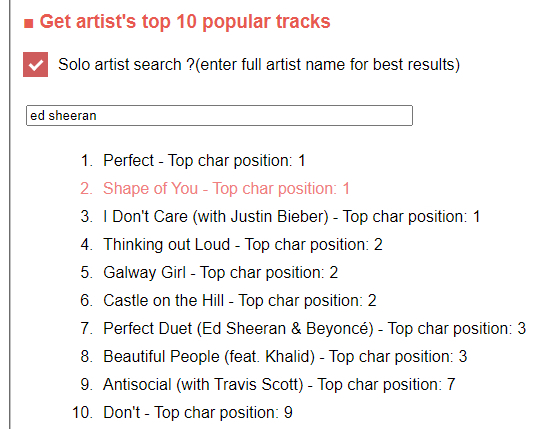 Get artist's top 10 popular tracks
Solo artist search ?(enter full artist name for best results)
ed sheeran
1. Perfect - Top char position: 1
2. Shape of You - Top char position: 1
3. I Don't Care (with Justin Bieber) - Top char position: 1
4. Thinking out Loud - Top char position: 2
5. Galway Girl - Top char position: 2
6. Castle on the Hill - Top char position: 2
7. Perfect Duet (Ed Sheeran & Beyoncé) - Top char position: 3
8. Beautiful People (feat. Khalid) - Top char position: 3
9. Antisocial (with Travis Scott) - Top char position: 7
10. Don't - Top char position: 9